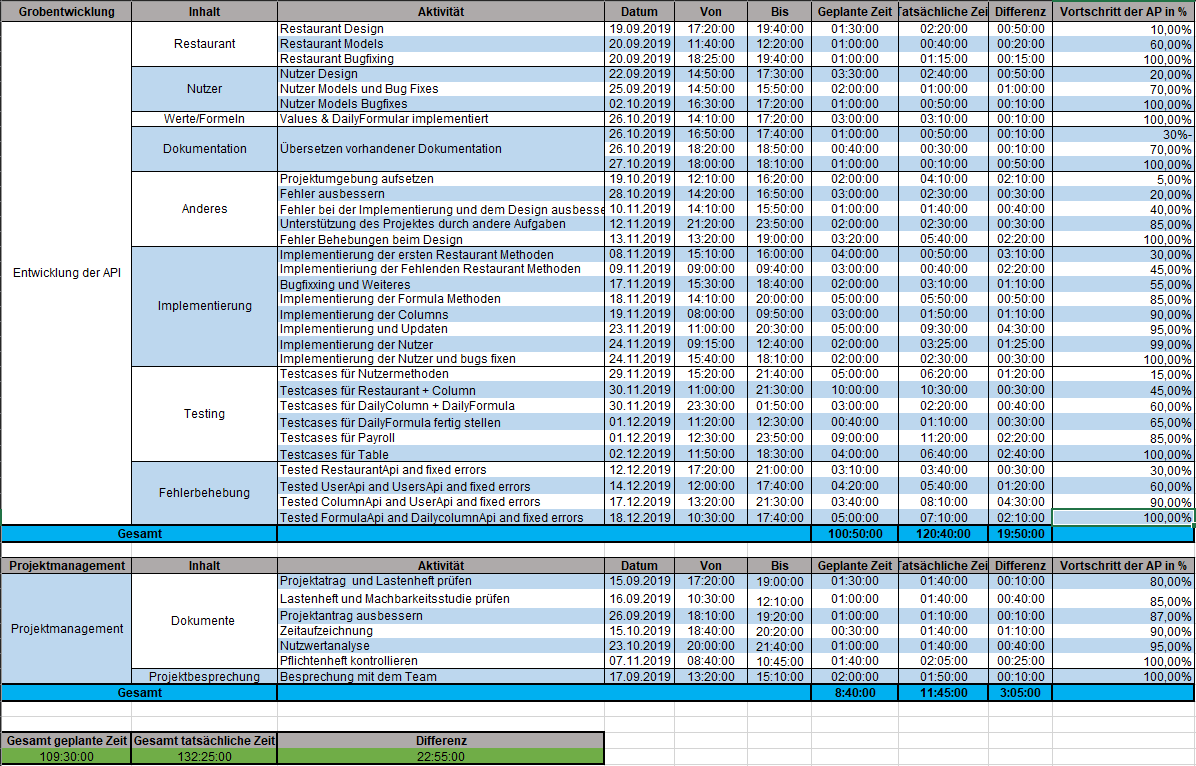 Grobentwicklung Inhalt Aktivität Datum Von Bis Geplante Zeit Tatsächliche Zei Differenz Vortschritt der AP in %
Restaurant Design 19.09.2019 17:20:00 19:40:00 01:30:00 02:20:00 00:50:00 10,00%
Restaurant Restaurant Models 20.09.2019 11:40:00 12:20:00 01:00:00 00:40:00 00:20:00 60,00%
Restaurant Bugfixing 20.09.2019 18:25:00 19:40:00 01:00:00 01:15:00 00:15:00 100,00%
Nutzer Design 22.09.2019 14:50:00 17:30:00 03:30:00 02:40:00 00:50:00 20,00%
Nutzer Nutzer Models und Bug Fixes 25.09.2019 14:50:00 15:50:00 02:00:00 01:00:00 01:00:00 70,00%
Nutzer Models Bugfixes 02.10.2019 16:30:00 17:20:00 01:00:00 00:50:00 00:10:00 100,00%
Werte/Formeln Values & DailyFormular implementiert 26.10.2019 14:10:00 17:20:00 03:00:00 03:10:00 00:10:00 100,00%
26.10.2019 16:50:00 17:40:00 01:00:00 00:50:00 00:10:00 30%-
Dokumentation Übersetzen vorhandener Dokumentation 26.10.2019 18:20:00 18:50:00 00:40:00 00:30:00 00:10:00 70,00%
27.10.2019 18:00:00 18:10:00 01:00:00 00:10:00 00:50:00 100,00%
Projektumgebung aufsetzen 19.10.2019 12:10:00 16:20:00 02:00:00 04:10:00 02:10:00 5,00%
Fehler ausbessern 28.10.2019 14:20:00 16:50:00 03:00:00 02:30:00 00:30:00 20,00%
Anderes Fehler bei der Implementierung und dem Design ausbesse 10.11.2019 14:10:00 15:50:00 01:00:00 01:40:00 00:40:00 40,00%
Unterstützung des Projektes durch andere Aufgaben 12.11.2019 21:20:00 23:50:00 02:00:00 02:30:00 00:30:00 85,00%
Fehler Behebungen beim Design 13.11.2019 13:20:00 19:00:00 03:20:00 05:40:00 02:20:00 100,00%
Implementierung der ersten Restaurant Methoden 08.11.2019 15:10:00 16:00:00 04:00:00 00:50:00 03:10:00 30,00%
Entwicklung der API Implementieriung der Fehlenden Restaurant Methoden 09.11.2019 09:00:00 09:40:00 03:00:00 00:40:00 02:20:00 45,00%
Bugfixxing und Weiteres 17.11.2019 15:30:00 18:40:00 02:00:00 03:10:00 01:10:00 55,00%
Implementierung Implementierung der Formula Methoden 18.11.2019 14:10:00 20:00:00 05:00:00 05:50:00 00:50:00 85,00%
Implementierung der Columns 19.11.2019 08:00:00 09:50:00 03:00:00 01:50:00 01:10:00 90,00%
Implementierung und Updaten 23.11.2019 11:00:00 20:30:00 05:00:00 09:30:00 04:30:00 95,00%
Implementierung der Nutzer 24.11.2019 09:15:00 12:40:00 02:00:00 03:25:00 01:25:00 99,00%
Implementierung der Nutzer und bugs fixen 24.11.2019 15:40:00 18:10:00 02:00:00 02:30:00 00:30:00 100,00%
Testcases für Nutzermethoden 29.11.2019 15:20:00 21:40:00 05:00:00 06:20:00 01:20:00 15,00%
Testcases für Restaurant + Column 30.11.2019 11:00:00 21:30:00 10:00:00 10:30:00 00:30:00 45,00%
Testing Testcases für DailyColumn + DailyFormula 30.11.2019 23:30:00 01:50:00 03:00:00 02:20:00 00:40:00 60,00%
Testcases für DailyFormula fertig stellen 01.12.2019 11:20:00 12:30:00 00:40:00 01:10:00 00:30:00 65,00%
Testcases für Payroll 01.12.2019 12:30:00 23:50:00 09:00:00 11:20:00 02:20:00 85,00%
Testcases für Table 02.12.2019 11:50:00 18:30:00 04:00:00 06:40:00 02:40:00 100,00%
Tested RestaurantApi and fixed errors 12.12.2019 17:20:00 21:00:00 03:10:00 03:40:00 00:30:00 30,00%
Fehlerbehebung Tested UserApi and UsersApi and fixed errors 14.12.2019 12:00:00 17:40:00 04:20:00 05:40:00 01:20:00 60,00%
Tested ColumnApi and UserApi and fixed errors 17.12.2019 13:20:00 21:30:00 03:40:00 08:10:00 04:30:00 90,00%
Tested FormulaApi and DailycolumnApi and fixed errors 18.12.2019 10:30:00 17:40:00 05:00:00 07:10:00 02:10:00 100,00%
Gesamt 100:50:00 120:40:00 19:50:00
Projektmanagement Inhalt Aktivität Datum Von Bis Geplante Zeit Tatsächliche Zei Differenz Vortschritt der AP in %
Projektatrag und Lastenheft prüfen 15.09.2019 17:20:00 19:00:00 01:30:00 01:40:00 00:10:00 80,00%
Lastenheft und Machbarkeitsstudie prüfen 16.09.2019 10:30:00 12:10:00 01:00:00 01:40:00 00:40:00 85,00%
Dokumente Projektantrag ausbessern 26.09.2019 18:10:00 19:20:00 01:00:00 01:10:00 00:10:00 87,00%
Projektmanagement Zeitaufzeichnung 15.10.2019 18:40:00 20:20:00 00:30:00 01:40:00 01:10:00 90,00%
Nutzwertanalyse 23.10.2019 20:00:00 21:40:00 01:00:00 01:40:00 00:40:00 95,00%
Pflichtenheft kontrollieren 07.11.2019 08:40:00 10:45:00 01:40:00 02:05:00 00:25:00 100,00%
Projektbesprechung Besprechung mit dem Team 17.09.2019 13:20:00 15:10:00 02:00:00 01:50:00 00:10:00 100,00%
Gesamt 8:40:00 11:45:00 3:05:00
Gesamt geplante Zeit Gesamt tatsächliche Zeit Differenz
109:30:00 132:25:00 22:55:00